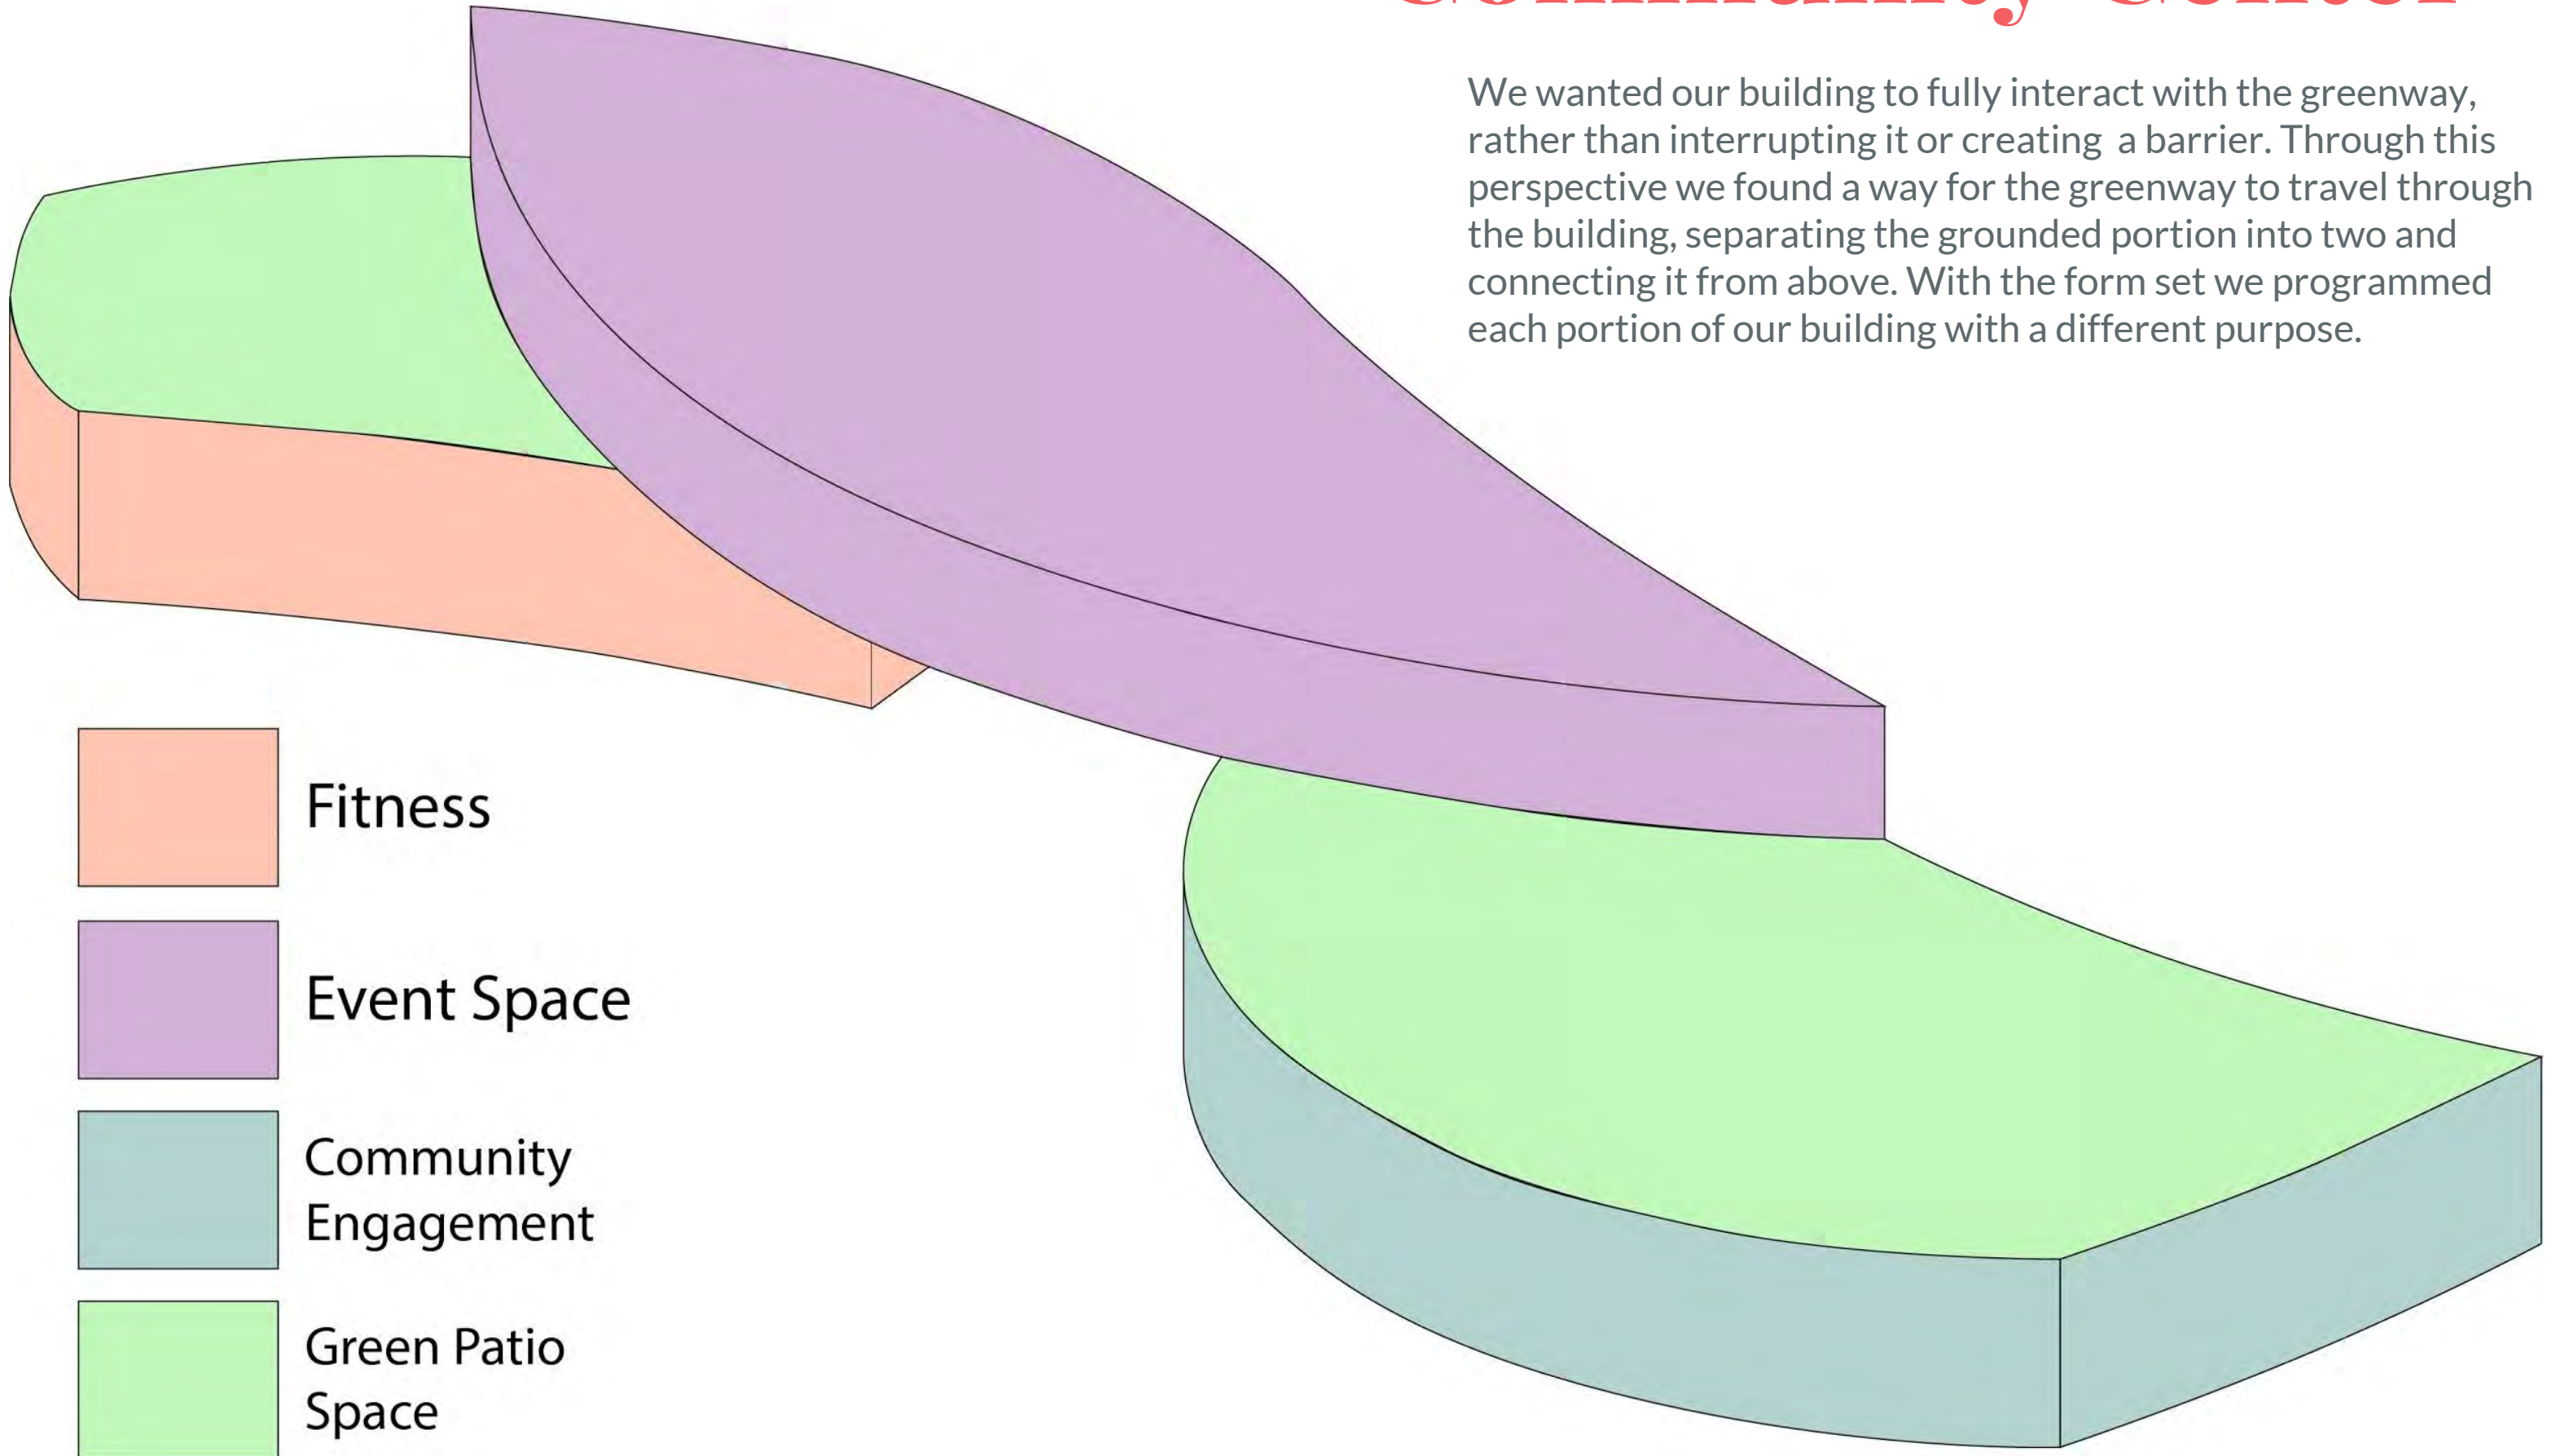 Community Center
We wanted our building to fully interact with the greenway,
rather than interrupting it or creating  a barrier. Through this
perspective we found a way for the greenway to travel through
the building, separating the grounded portion into two and
connecting it from above. With the form set we programmed
each portion of our building with a different purpose.
Fitness
Event Space
Community
Engagement
Green Patio
Space